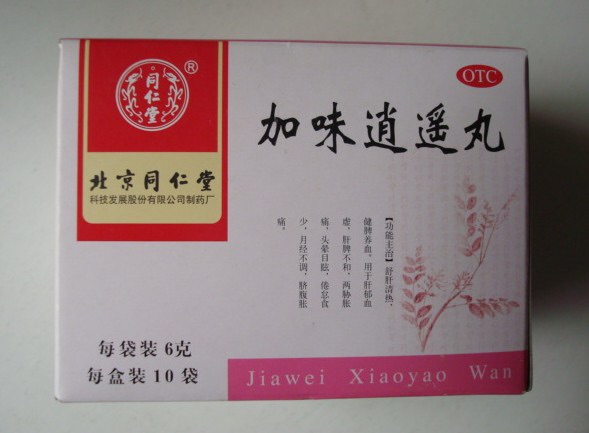 同仁堂
®
北京同仁堂
科技发展股份有限公司制药厂
OTC
加味逍遥丸
【功能主治】舒肝清热，
健脾养血。用于肝郁血
虚，肝脾不和，两胁胀
痛，头晕目眩，倦怠食
少，月经不调，脐腹胀
痛。
每袋装 6克
每盒装 10 袋
Jiawei Xiaoyao Wan